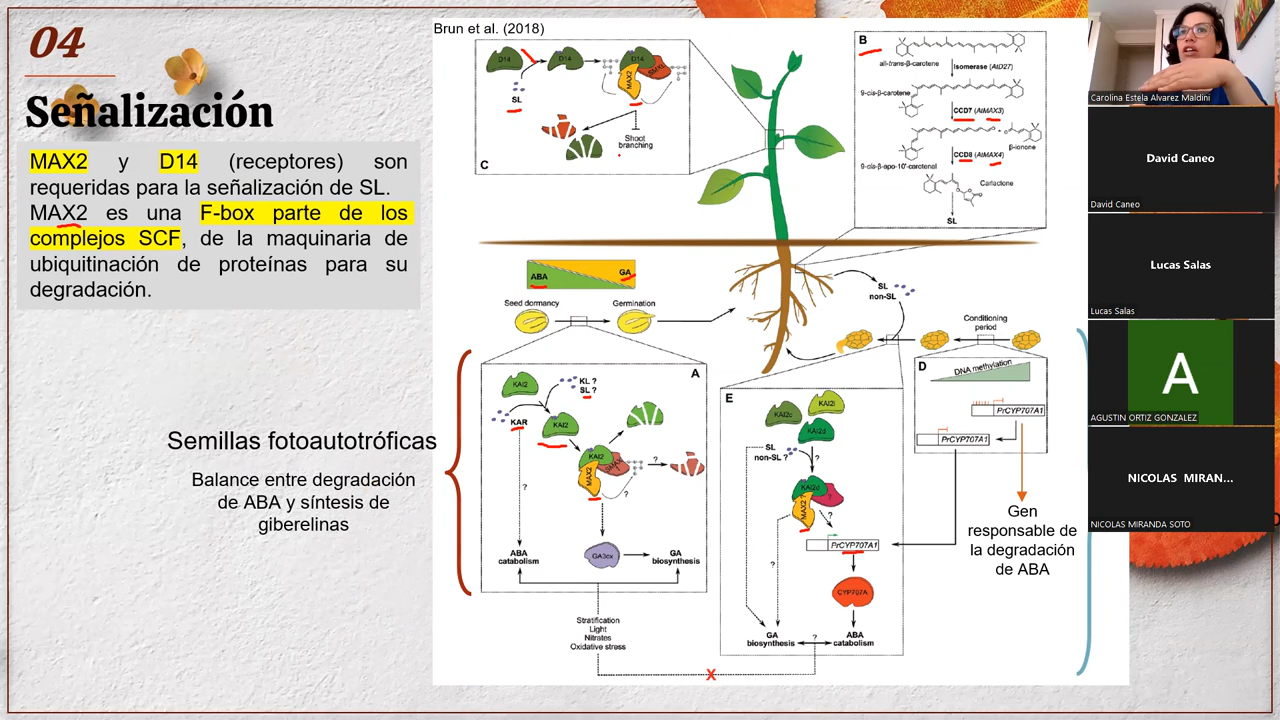 04
Señalización
MAX2 y D14 (receptores) son
requeridas para la señalización de SL.
MAX2 es una F-box parte de los
complejos SCF, de la maquinaria de
ubiquitinación de proteínas para su
degradación.
Semillas fotoautotróficas
Balance entre degradación
de ABA y síntesis de
giberelinas
Brun et al. (2018)
D14
D14
D14
SL
MAX2
Shoot
branching
C
B
all-trans-β-carotene
Isomerase (AtD27)
9-cis-β-carotene
CCD7 (AtMAX3)
β-ionone
CCD8 (AtMAX4)
9-cis-β-apo-10'-carotenal
Carlactone
SL
ABA
GA
Seed dormancy
Germination
SL
non-SL
Conditioning
period
A
KAI2
KL ?
SL ?
KAR
KAI2
KAI2
MAX2
?
?
?
ABA
catabolism
GA3ox
GA
biosynthesis
Stratification
Light
Nitrates
Oxidative stress
X
E
KAI2c
KAI2i
KAI2d
SL
non-SL ?
?
KAI2d
?
MAX2
?
?
PrCYP707A1
CYP707A
GA
biosynthesis
?
ABA
catabolism
D
DNA methylation
PrCYP707A1
PrCYP707A1
Gen
responsable de
la degradación
de ABA
Carolina Estela Alvarez Maldini
David Caneo
David Caneo
Lucas Salas
Lucas Salas
A
AGUSTIN ORTIZ GONZALEZ
NICOLAS MIRAN...
NICOLAS MIRANDA SOTO